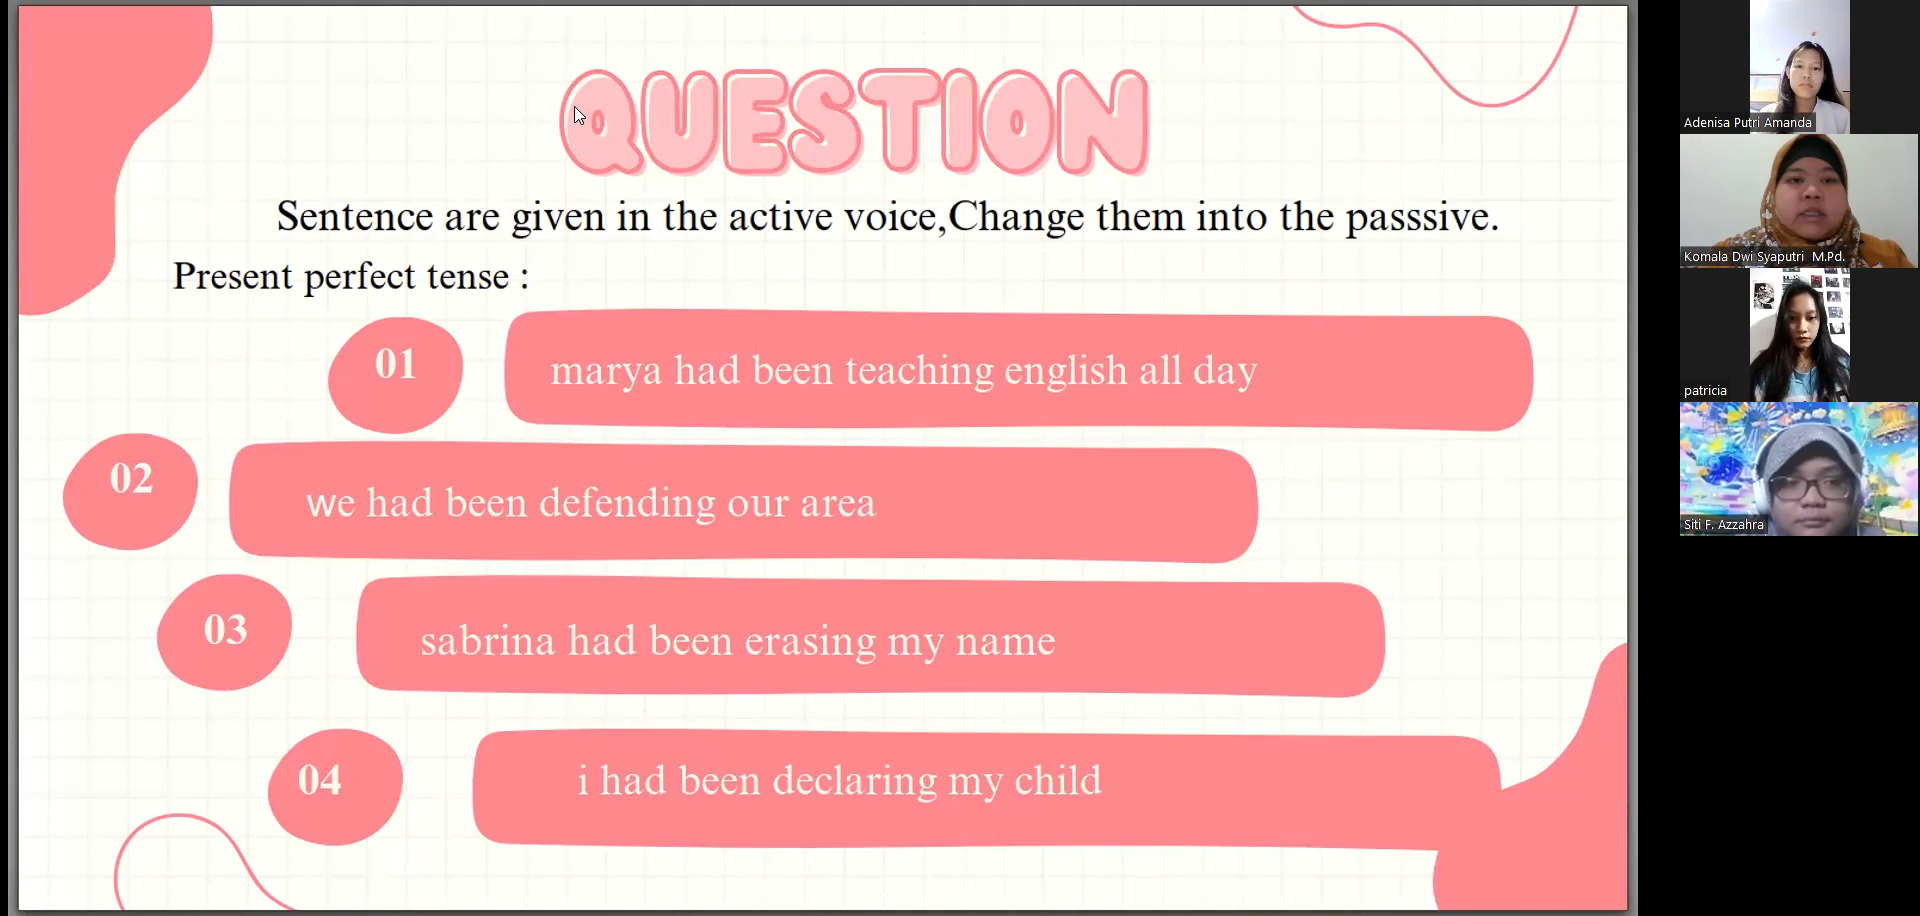 QUESTION
Sentence are given in the active voice,Change them into the passsive.
Present perfect tense :
01
marya had been teaching english all day
02
we had been defending our area
03
sabrina had been erasing my name
04
i had been declaring my child
Adenisa Putri Amanda
Komala Dwi Syaputri M.Pd.
patricia
Siti F. Azzahra